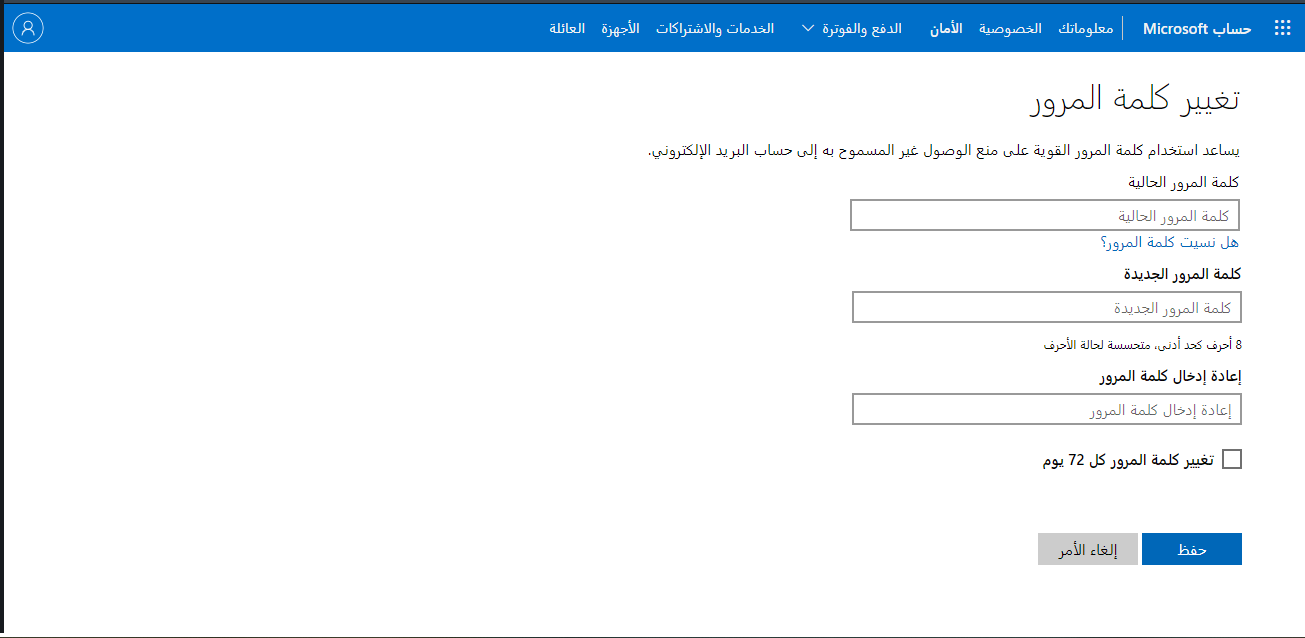 حساب Microsoft
معلوماتك الخصوصية الأمان الدفع والفوترة الخدمات والاشتراكات الأجهزة العائلة
تغيير كلمة المرور
يساعد استخدام كلمة المرور القوية على منع الوصول غير المسموح به إلى حساب البريد الإلكتروني.
كلمة المرور الحالية
كلمة المرور الحالية
هل نسيت كلمة المرور؟
كلمة المرور الجديدة
كلمة المرور الجديدة
8 أحرف كحد أدنى، متحسسة لحالة الأحرف
إعادة إدخال كلمة المرور
إعادة إدخال كلمة المرور
تغيير كلمة المرور كل 72 يوم
حفظ إلغاء الأمر